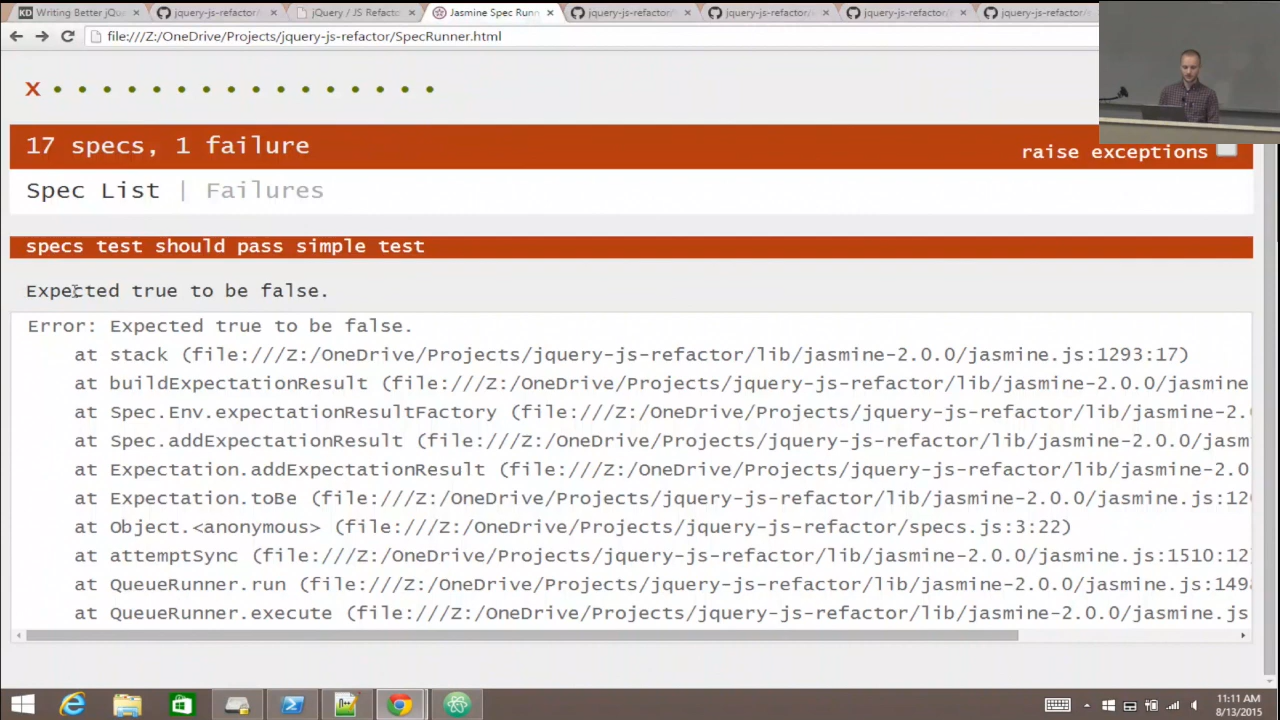 Writing Better jQue
jquery-js-refactor/
jQuery / JS Refacto
Jasmine Spec Runn
jquery-js-refactor/
jquery-js-refactor/
jquery-js-refactor/
jquery-js-refactor/
file:///Z:/OneDrive/Projects/jquery-js-refactor/SpecRunner.html
x
17 specs, 1 failure
raise exceptions
Spec List | Failures
specs test should pass simple test
Expected true to be false.
Error: Expected true to be false.
at stack (file:///Z:/OneDrive/Projects/jquery-js-refactor/lib/jasmine-2.0.0/jasmine.js:1293:17)
at buildExpectationResult (file:///Z:/OneDrive/Projects/jquery-js-refactor/lib/jasmine-2.0.0/jasmine
at Spec.Env.expectationResultFactory (file:///Z:/OneDrive/Projects/jquery-js-refactor/lib/jasmine-2.
at Spec.addExpectationResult (file:///Z:/OneDrive/Projects/jquery-js-refactor/lib/jasmine-2.0.0/jasm
at Expectation.addExpectationResult (file:///Z:/OneDrive/Projects/jquery-js-refactor/lib/jasmine-2.0
at Expectation.toBe (file:///Z:/OneDrive/Projects/jquery-js-refactor/lib/jasmine-2.0.0/jasmine.js:12
at Object.<anonymous> (file:///Z:/OneDrive/Projects/jquery-js-refactor/specs.js:3:22)
at attemptSync (file:///Z:/OneDrive/Projects/jquery-js-refactor/lib/jasmine-2.0.0/jasmine.js:1510:12
at QueueRunner.run (file:///Z:/OneDrive/Projects/jquery-js-refactor/lib/jasmine-2.0.0/jasmine.js:149
at QueueRunner.execute (file:///Z:/OneDrive/Projects/jquery-js-refactor/lib/jasmine-2.0.0/jasmine.js
11:11 AM
8/13/2015